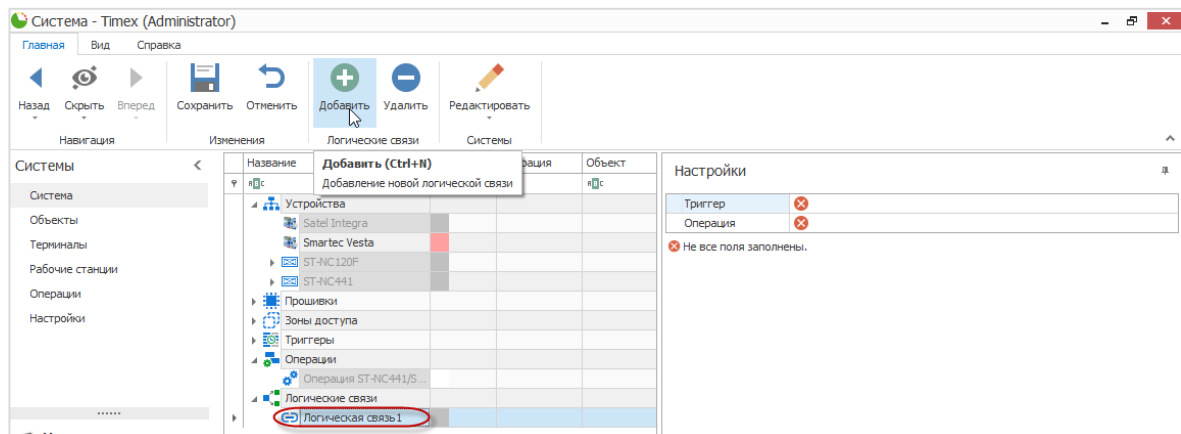 Система - Timex (Administrator)
Главная Вид Справка
Назад Скрыть Вперед Сохранить Отменить Добавить Удалить Редактировать
Навигация Изменения Логические связи Системы
Системы
Система
Объекты
Терминалы
Рабочие станции
Операции
Настройки
Название Объект
Добавить (Ctrl+N)
Добавление новой логической связи
Устройства
Satel Integra
Smartec Vesta
ST-NC120F
ST-NC441
Прошивки
Зоны доступа
Триггеры
Операции
Операция ST-NC441/S...
Логические связи
Логическая связь1
Настройки
Триггер
Операция
Не все поля заполнены.